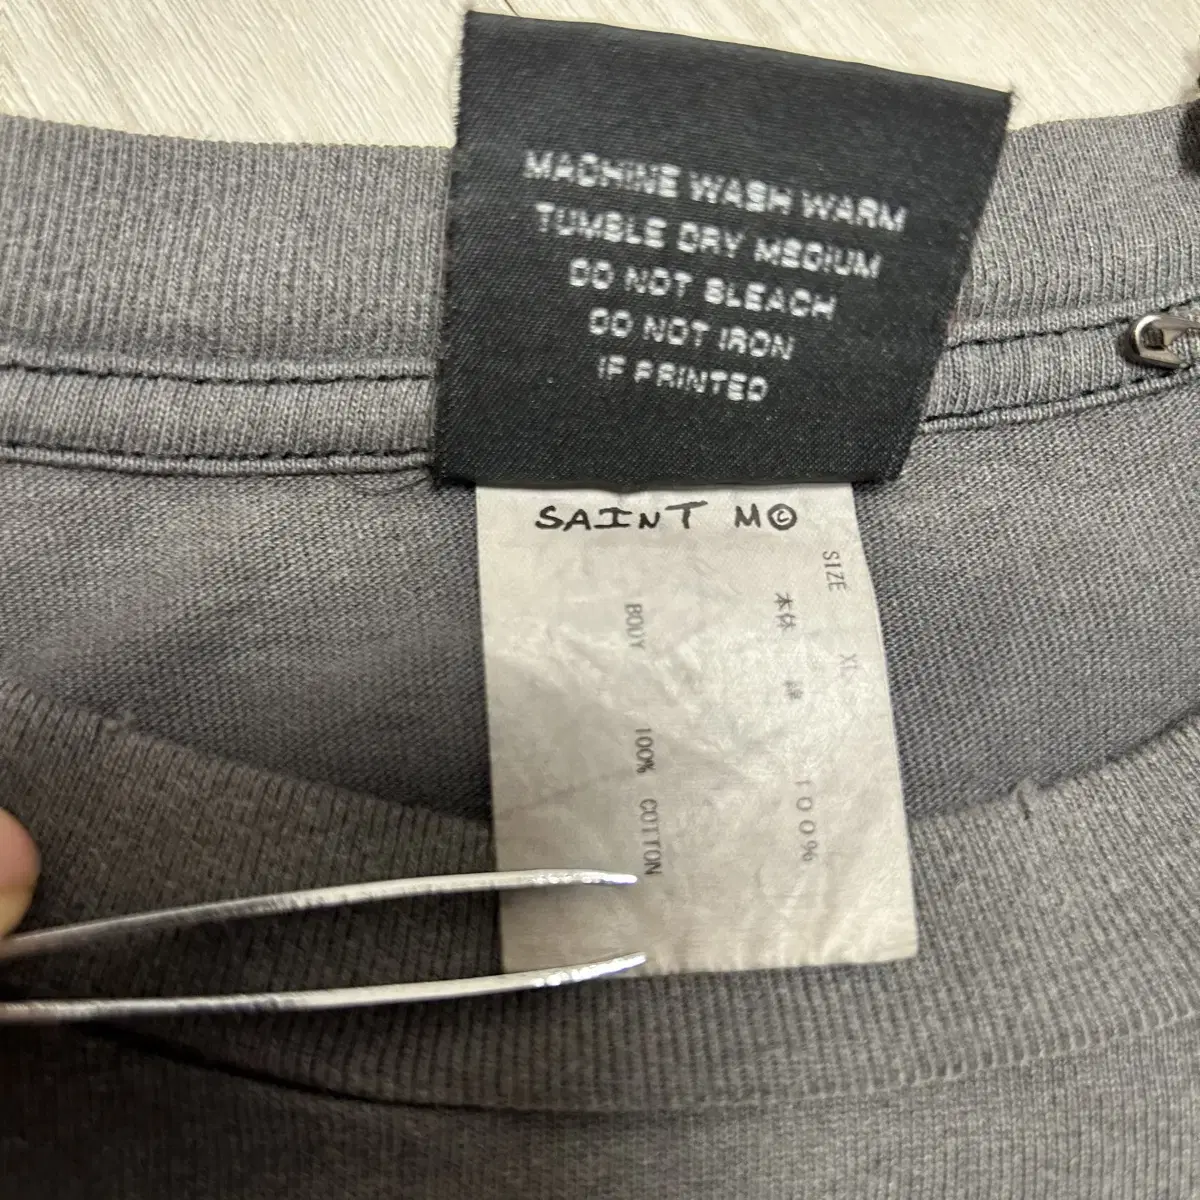 MACHINE WASH WARM
TUMBLE DRY MEDIUM
DO NOT BLEACH
DO NOT IRON
IF PRINTED
SAINT M©
SIZE XL
本体 綿 100%
BODY 100% COTTON